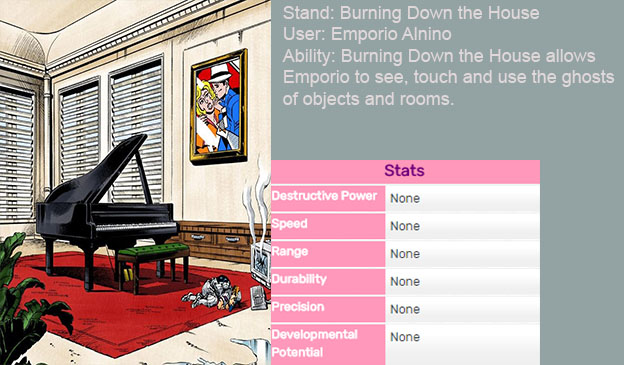 Stand: Burning Down the House
User: Emporio Alnino
Ability: Burning Down the House allows
Emporio to see, touch and use the ghosts
of objects and rooms.
Stats
Destructive Power None
Speed None
Range None
Durability None
Precision None
Developmental None
Potential